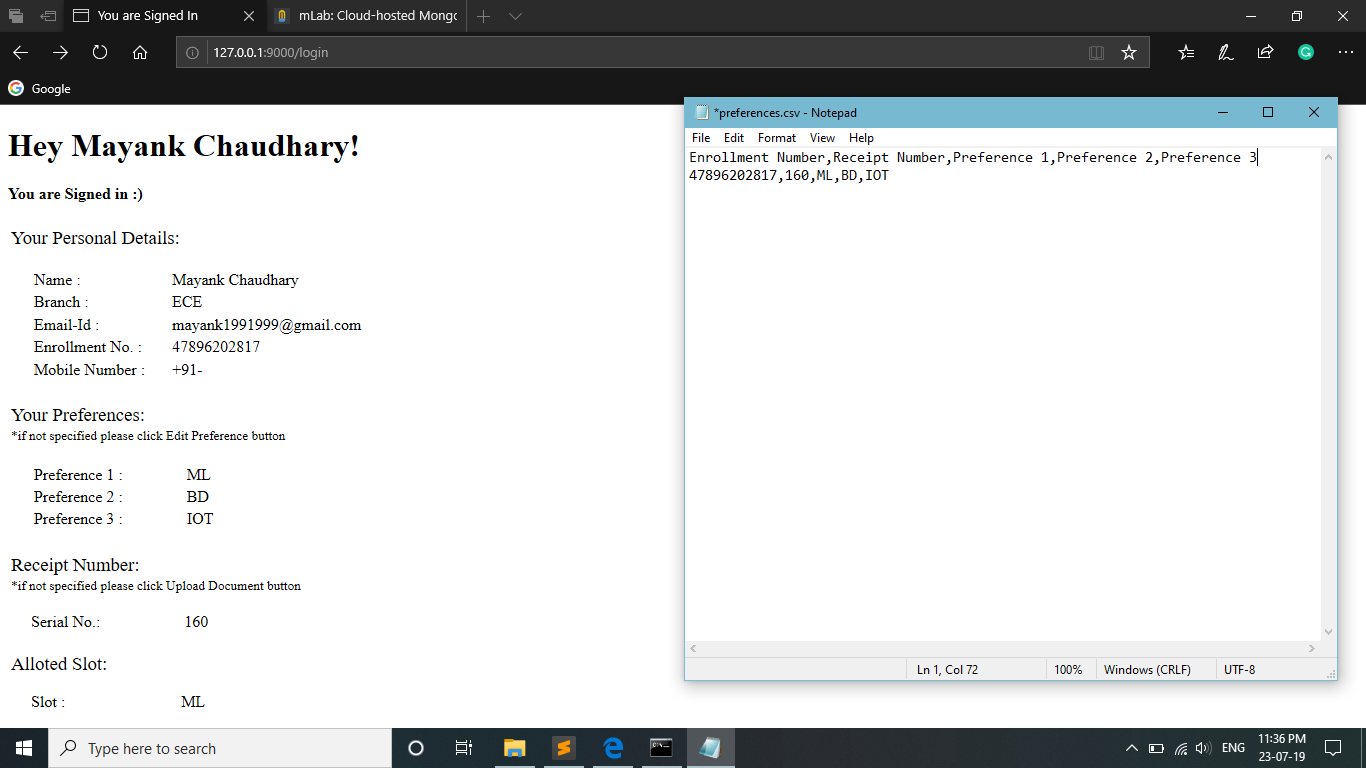 You are Signed In
mLab: Cloud-hosted Mongo
127.0.0.1:9000/login
Google
Hey Mayank Chaudhary!
You are Signed in :)
Your Personal Details:
Name : Mayank Chaudhary
Branch : ECE
Email-Id : mayank1991999@gmail.com
Enrollment No. : 47896202817
Mobile Number : +91-
Your Preferences:
*if not specified please click Edit Preference button
Preference 1 : ML
Preference 2 : BD
Preference 3 : IOT
Receipt Number:
*if not specified please click Upload Document button
Serial No.: 160
Alloted Slot:
Slot : ML
*preferences.csv - Notepad
File Edit Format View Help
Enrollment Number,Receipt Number,Preference 1,Preference 2,Preference 3
47896202817,160,ML,BD,IOT
Ln 1, Col 72 100% Windows (CRLF) UTF-8
Type here to search
ENG
11:36 PM
23-07-19